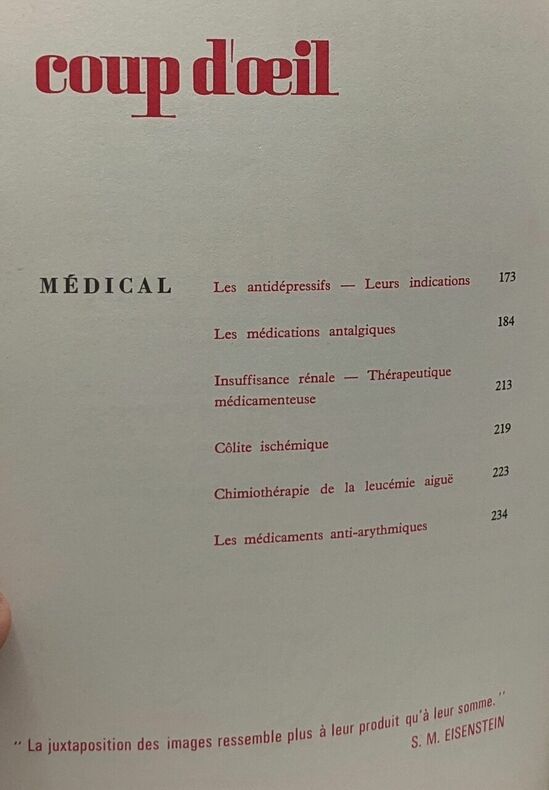 coup d'œil
MÉDICAL
Les antidépressifs — Leurs indications 173
Les médications antalgiques 184
Insuffisance rénale — Thérapeutique
médicamenteuse 213
Côlite ischémique 219
Chimiothérapie de la leucémie aiguë 223
Les médicaments anti-arythmiques 234
" La juxtaposition des images ressemble plus à leur produit qu'à leur somme. "
S. M. EISENSTEIN